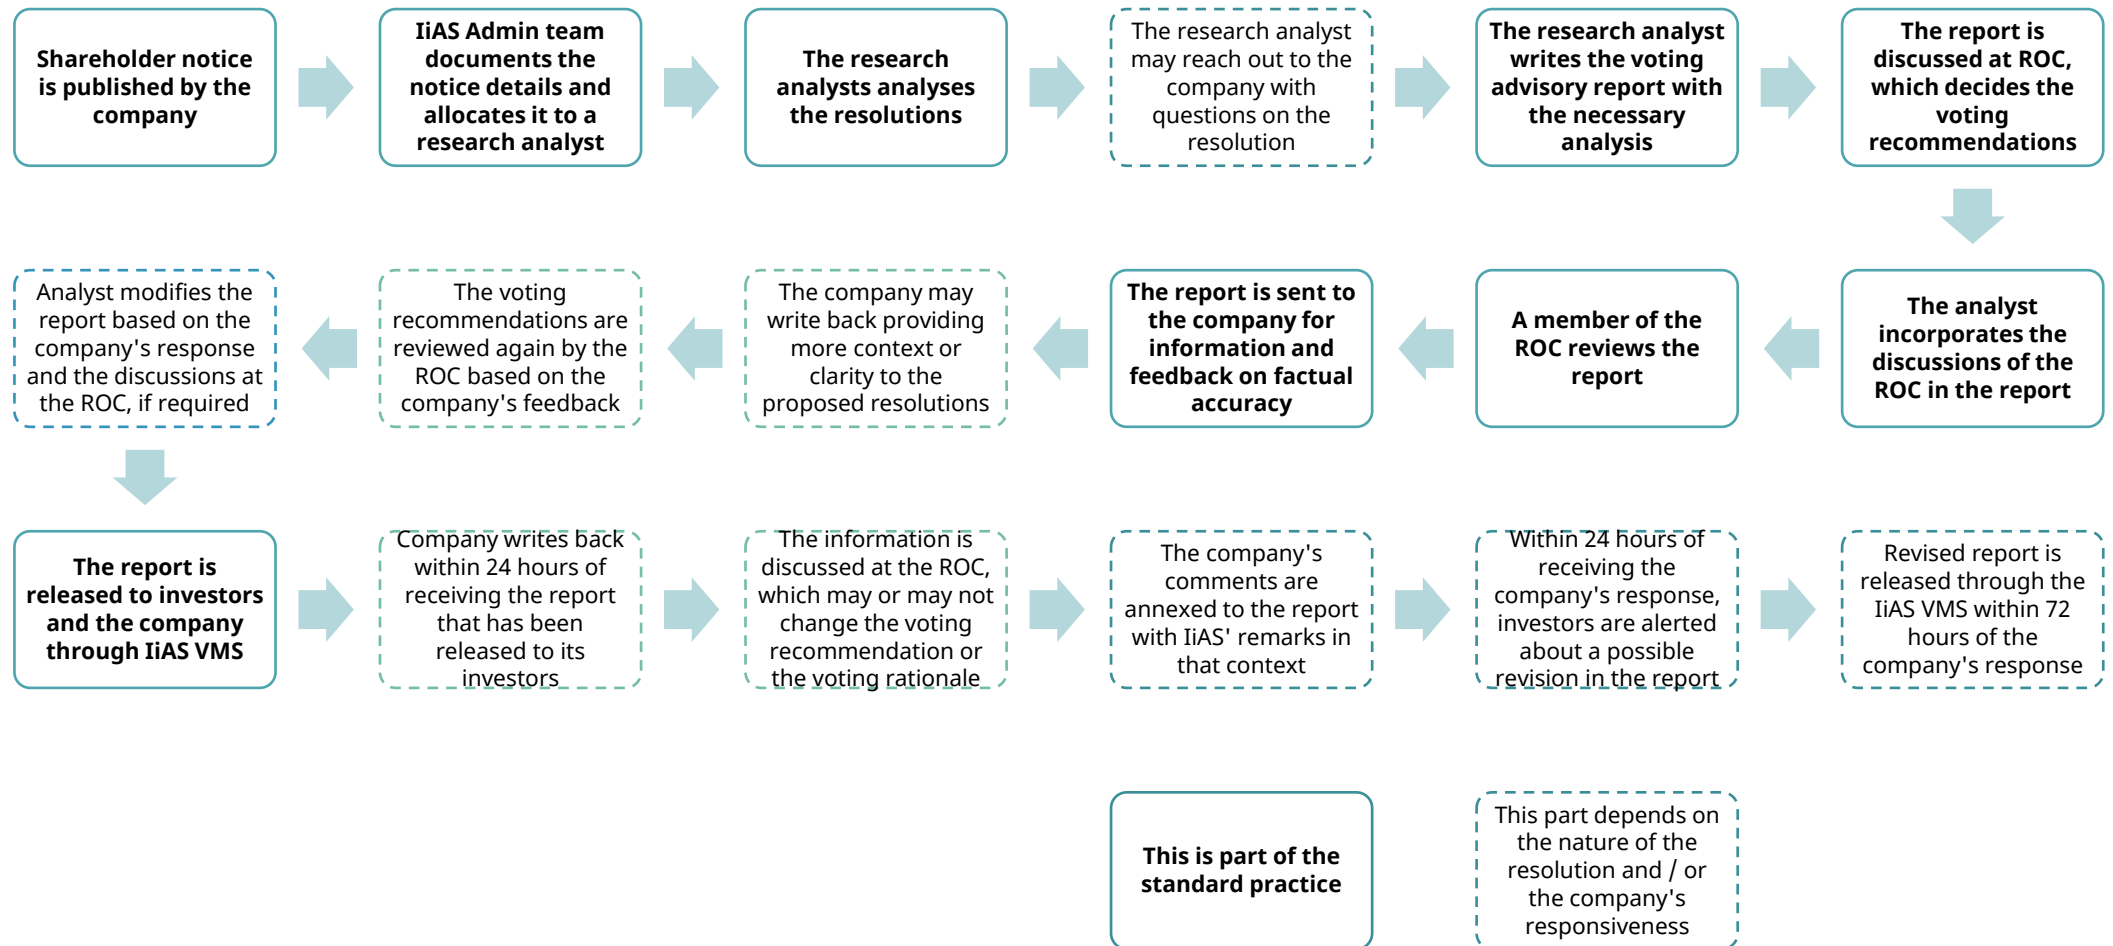 Shareholder notice
is published by the
company
IiAS Admin team
documents the
notice details and
allocates it to a
research analyst
The research
analysts analyses
the resolutions
The research analyst
may reach out to the
company with
questions on the
resolution
The research analyst
writes the voting
advisory report with
the necessary
analysis
The report is
discussed at ROC,
which decides the
voting
recommendations
The analyst
incorporates the
discussions of the
ROC in the report
A member of the
ROC reviews the
report
The report is sent to
the company for
information and
feedback on factual
accuracy
The company may
write back providing
more context or
clarity to the
proposed resolutions
The voting
recommendations are
reviewed again by the
ROC based on the
company's feedback
Analyst modifies the
report based on the
company's response
and the discussions at
the ROC, if required
The report is
released to investors
and the company
through IiAS VMS
Company writes back
within 24 hours of
receiving the report
that has been
released to its
investors
The information is
discussed at the ROC,
which may or may not
change the voting
recommendation or
the voting rationale
The company's
comments are
annexed to the report
with IiAS' remarks in
that context
Within 24 hours of
receiving the
company's response,
investors are alerted
about a possible
revision in the report
Revised report is
released through the
IiAS VMS within 72
hours of the
company's response
This is part of the
standard practice
This part depends on
the nature of the
resolution and / or
the company's
responsiveness